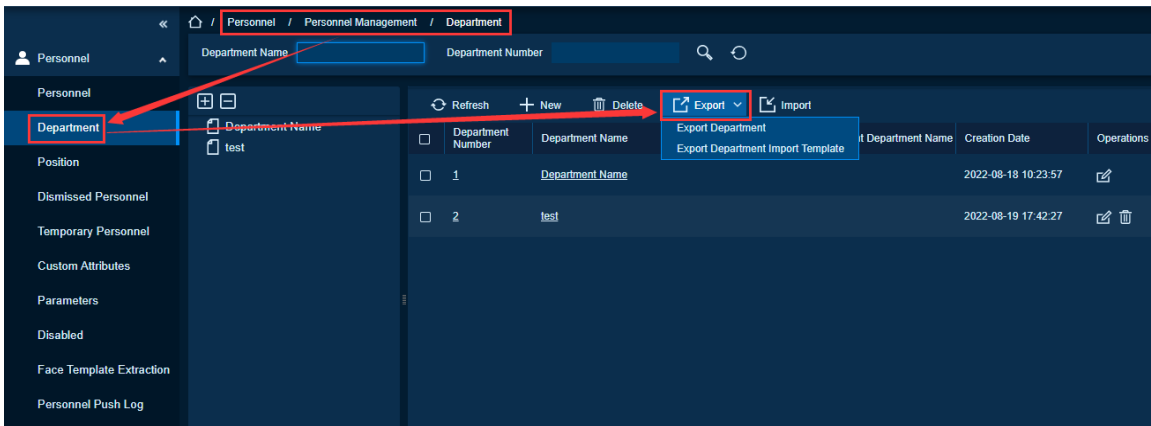 « / Personnel / Personnel Management / Department
Department Name Department Number
Personnel
Personnel
Department
Position
Dismissed Personnel
Temporary Personnel
Custom Attributes
Parameters
Disabled
Face Template Extraction
Personnel Push Log
Department Name
test
Refresh New Delete Export Import
Export Department
Export Department Import Template
Department Number Department Name t Department Name Creation Date Operations
1 Department Name 2022-08-18 10:23:57
2 test 2022-08-19 17:42:27